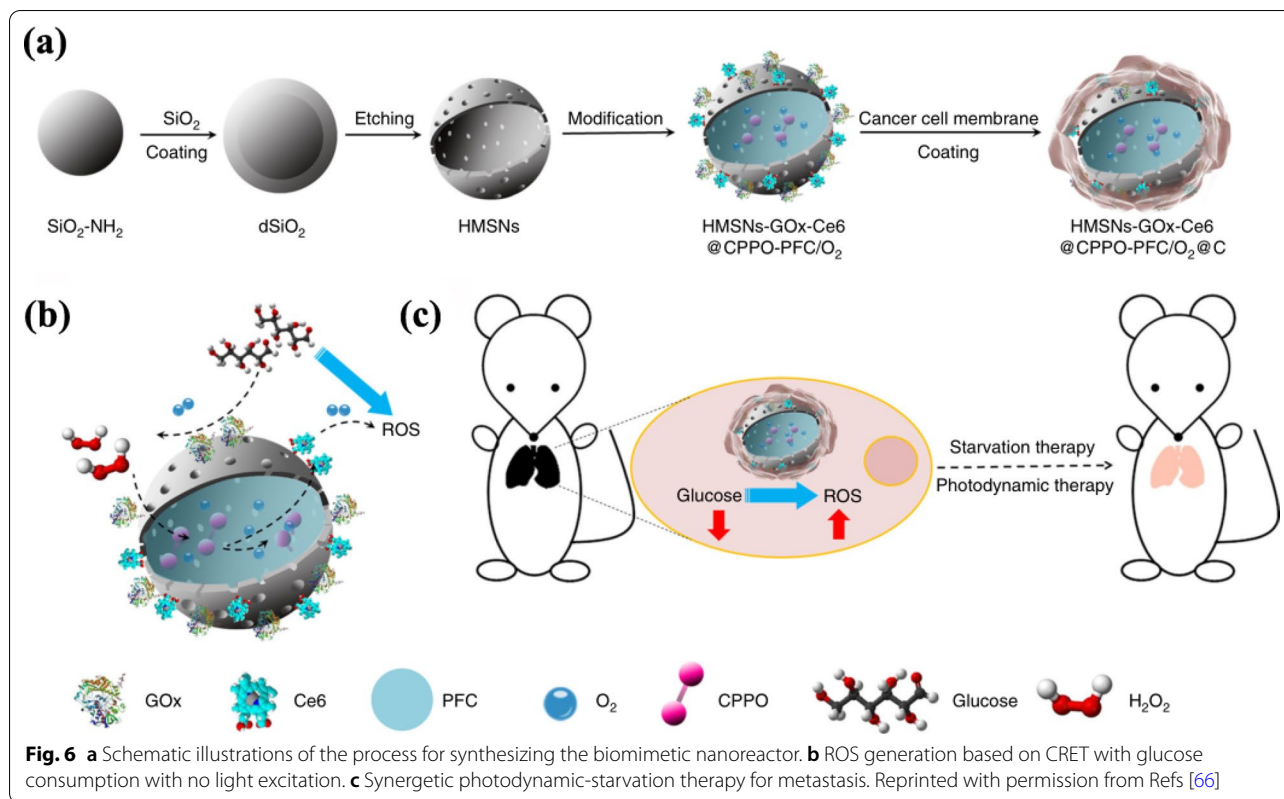 (a)
SiO₂
Coating
Etching
Modification
Cancer cell membrane
Coating
SiO₂-NH₂
dSiO₂
HMSNs
HMSNs-GOx-Ce6
@CPPO-PFC/O₂
HMSNs-GOx-Ce6
@CPPO-PFC/O₂@C
(b)
ROS
(c)
Glucose
ROS
Starvation therapy
Photodynamic therapy
GOx
Ce6
PFC
O₂
CPPO
Glucose
H₂O₂
Fig. 6 a Schematic illustrations of the process for synthesizing the biomimetic nanoreactor. b ROS generation based on CRET with glucose
consumption with no light excitation. c Synergetic photodynamic-starvation therapy for metastasis. Reprinted with permission from Refs [66]